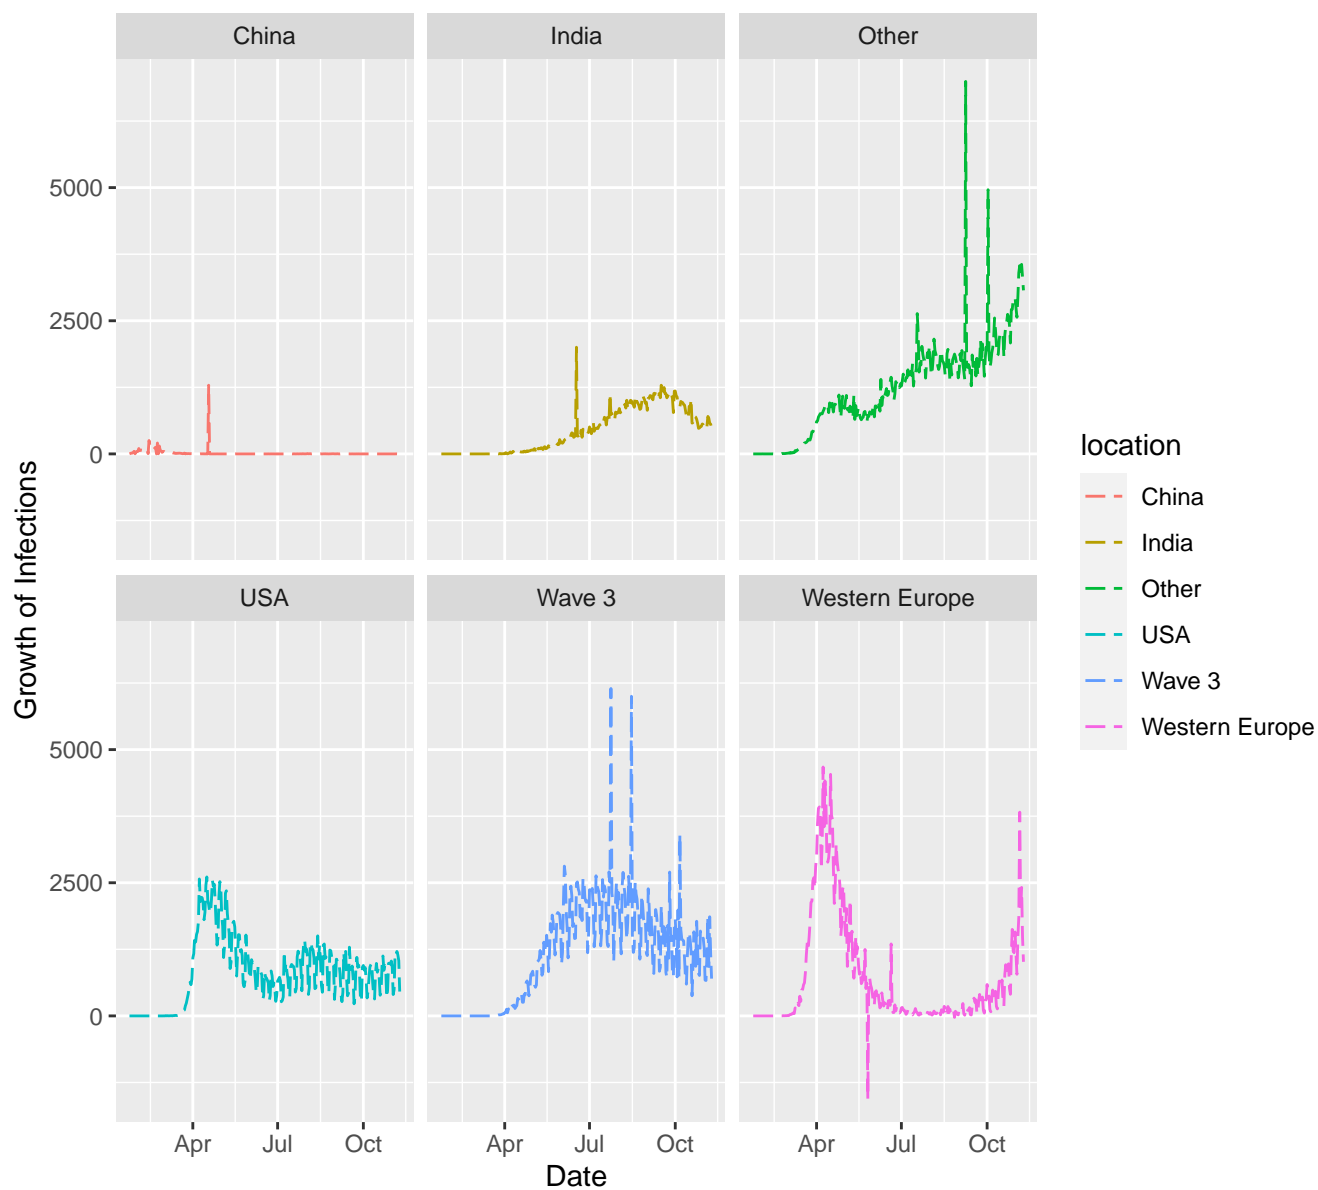 China
India
Other
5000
2500
0
Growth of Infections
USA
Wave 3
Western Europe
5000
2500
0
Apr
Jul
Oct
Apr
Jul
Oct
Apr
Jul
Oct
Date
location
China
India
Other
USA
Wave 3
Western Europe